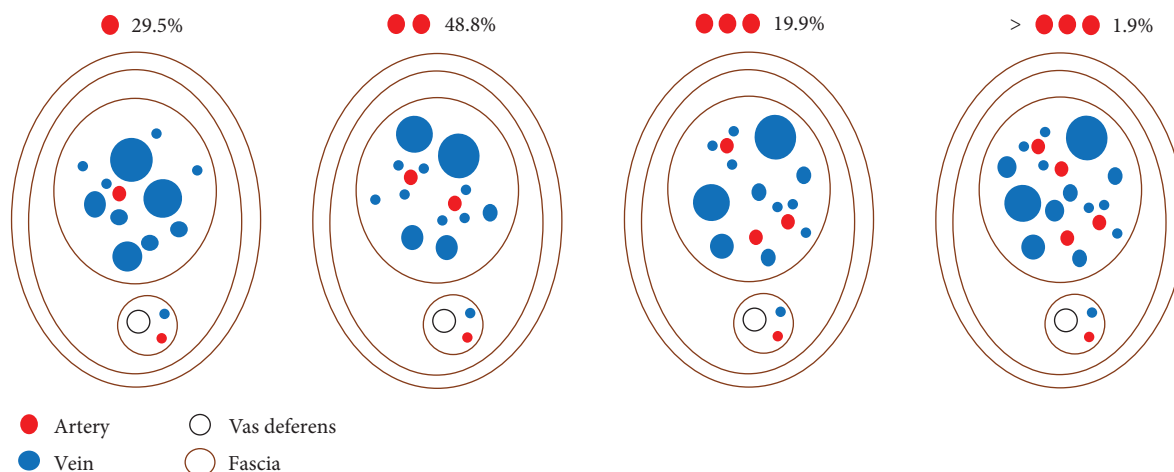 29.5%
48.8%
19.9%
> 1.9%
Artery
Vas deferens
Vein
Fascia